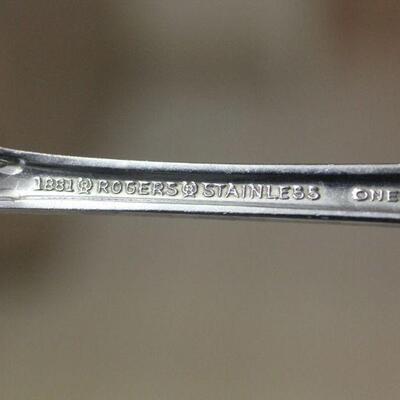 1881 ® ROGERS ® STAINLESS ONE